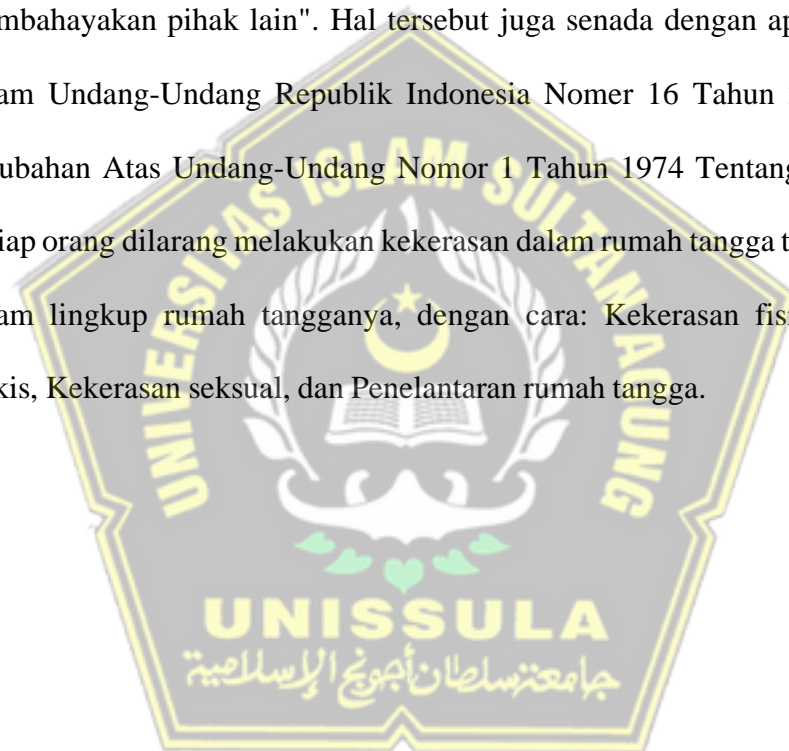 mbahayakan pihak lain". Hal tersebut juga senada dengan ap
am Undang-Undang Republik Indonesia Nomer 16 Tahun
ubahan Atas Undang-Undang Nomor 1 Tahun 1974 Tentang
iap orang dilarang melakukan kekerasan dalam rumah tangga t
am lingkup rumah tangganya, dengan cara: Kekerasan fis
kis, Kekerasan seksual, dan Penelantaran rumah tangga.
UNIVERSITAS ISLAM SULTAN AGUNG
UNISSULA
جامعة سلطان أجونج الإسلامية